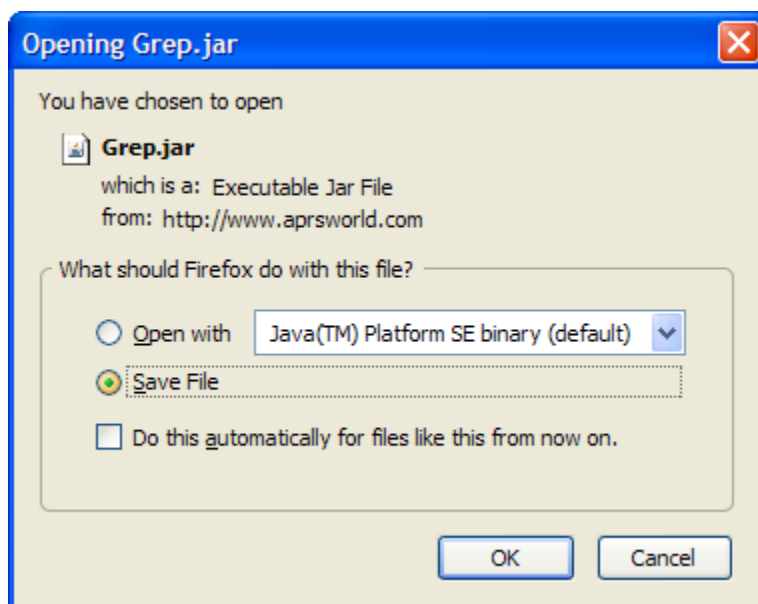 Opening Grep.jar
You have chosen to open
Grep.jar
which is a: Executable Jar File
from: http://www.aprsworld.com
What should Firefox do with this file?
Open with Java(TM) Platform SE binary (default)
Save File
Do this automatically for files like this from now on.
OK Cancel